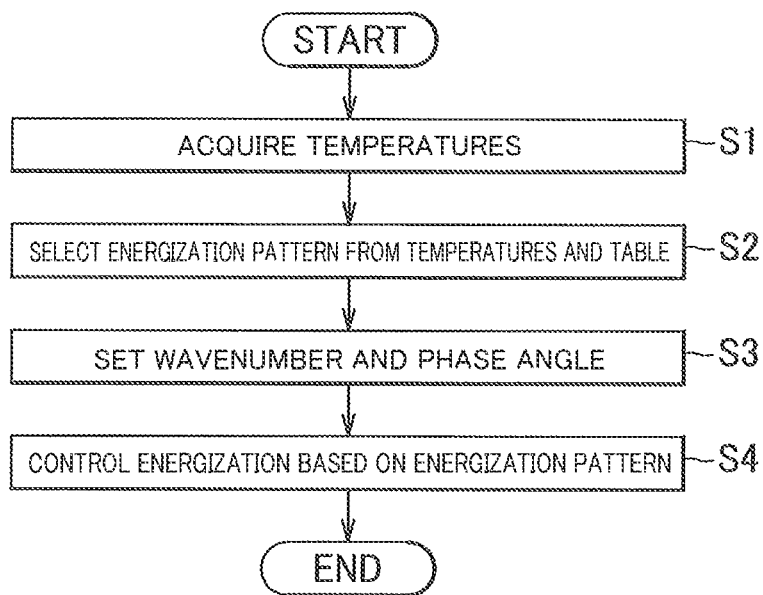 START
ACQUIRE TEMPERATURES
S1
SELECT ENERGIZATION PATTERN FROM TEMPERATURES AND TABLE
S2
SET WAVENUMBER AND PHASE ANGLE
S3
CONTROL ENERGIZATION BASED ON ENERGIZATION PATTERN
S4
END